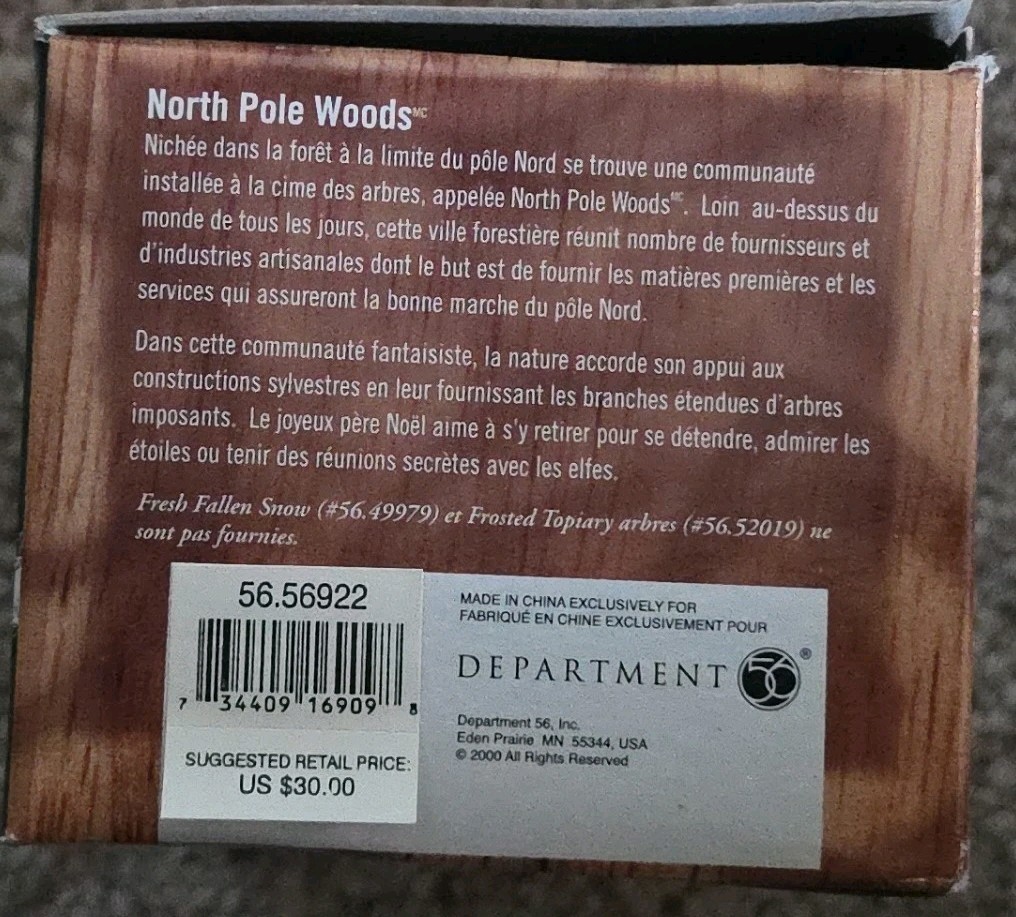 North Pole Woods MC
Nichée dans la forêt à la limite du pôle Nord se trouve une communauté
installée à la cime des arbres, appelée North Pole Woods MC. Loin au-dessus du
monde de tous les jours, cette ville forestière réunit nombre de fournisseurs et
d'industries artisanales dont le but est de fournir les matières premières et les
services qui assureront la bonne marche du pôle Nord.
Dans cette communauté fantaisiste, la nature accorde son appui aux
constructions sylvestres en leur fournissant les branches étendues d'arbres
imposants. Le joyeux père Noël aime à s'y retirer pour se détendre, admirer les
étoiles ou tenir des réunions secrètes avec les elfes.
Fresh Fallen Snow (#56.49979) et Frosted Topiary arbres (#56.52019) ne
sont pas fournies.
56.56922
7 34409 16909 8
SUGGESTED RETAIL PRICE:
US $30.00
MADE IN CHINA EXCLUSIVELY FOR
FABRIQUÉ EN CHINE EXCLUSIVEMENT POUR
DEPARTMENT 56®
Department 56, Inc.
Eden Prairie MN 55344, USA
© 2000 All Rights Reserved